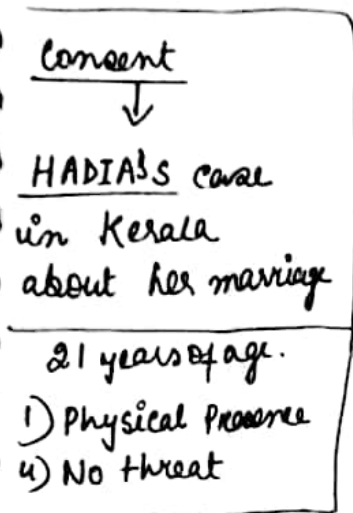 Consent
↓
HADIA's case
in Kerala
about her marriage
21 years of age.
1) Physical Presence
4) No threat